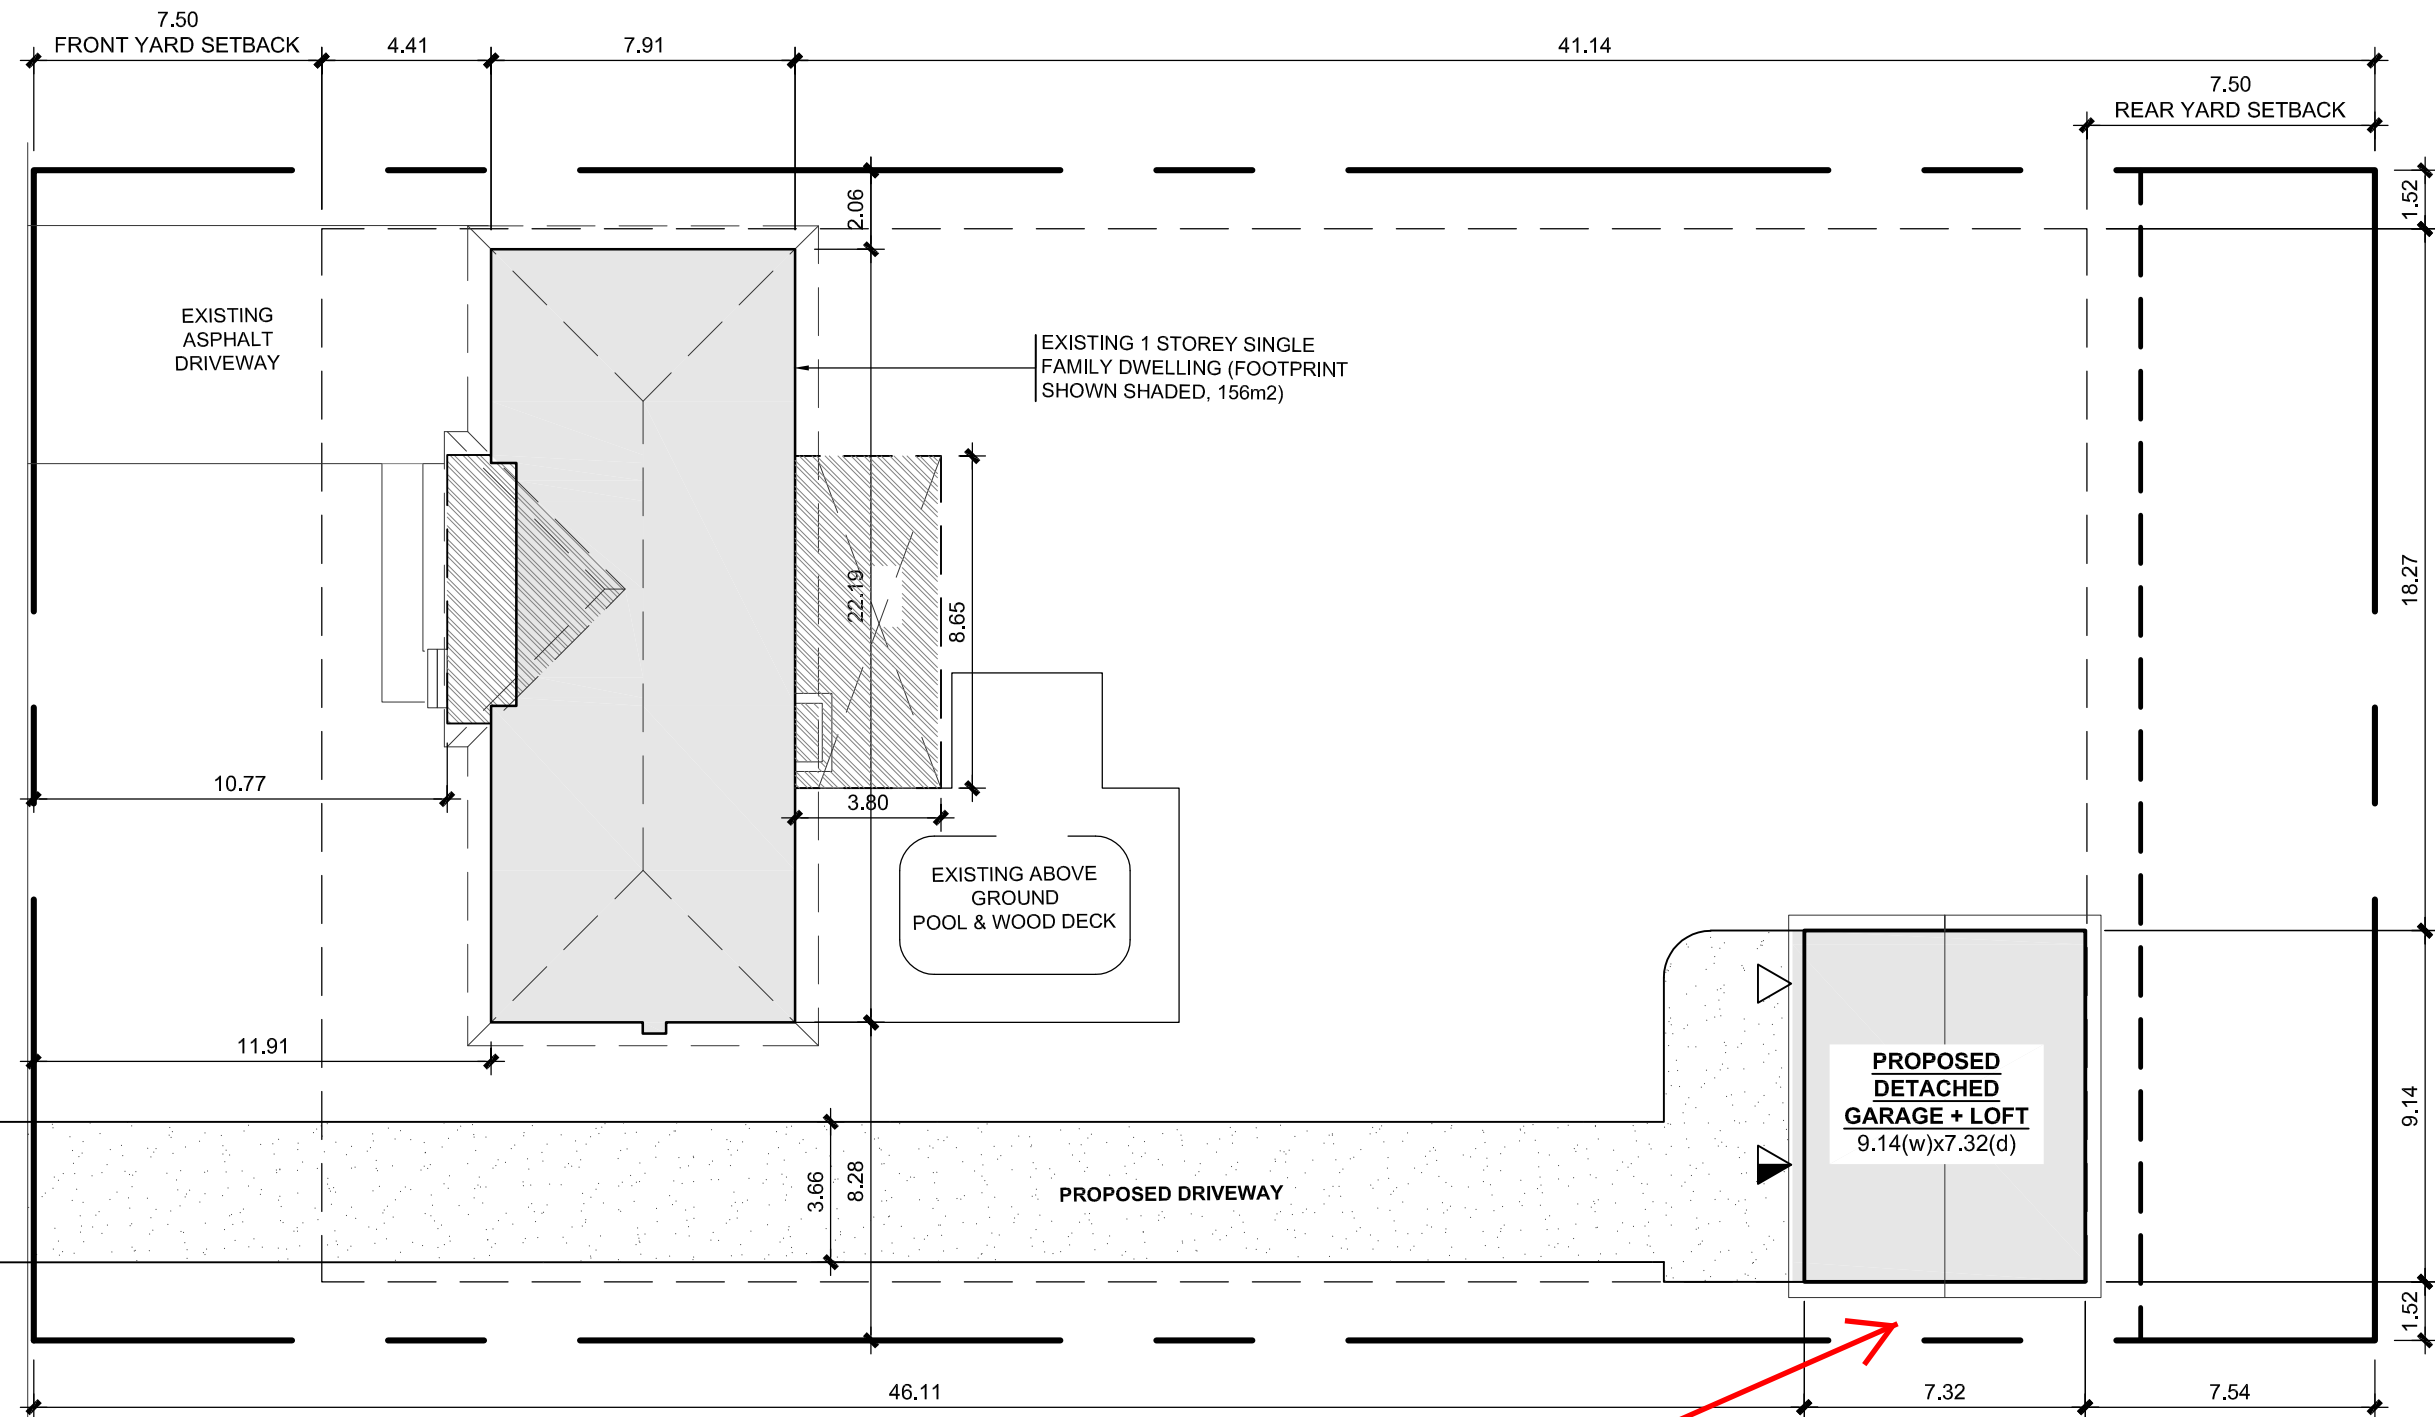 7.50
FRONT YARD SETBACK
4.41
7.91
41.14
7.50
REAR YARD SETBACK
2.06
1.52
EXISTING
ASPHALT
DRIVEWAY
EXISTING 1 STOREY SINGLE
FAMILY DWELLING (FOOTPRINT
SHOWN SHADED, 156m2)
22.19
8.65
18.27
10.77
3.80
EXISTING ABOVE
GROUND
POOL & WOOD DECK
11.91
PROPOSED
DETACHED
GARAGE + LOFT
9.14(w)x7.32(d)
9.14
3.66
8.28
PROPOSED DRIVEWAY
1.52
46.11
7.32
7.54